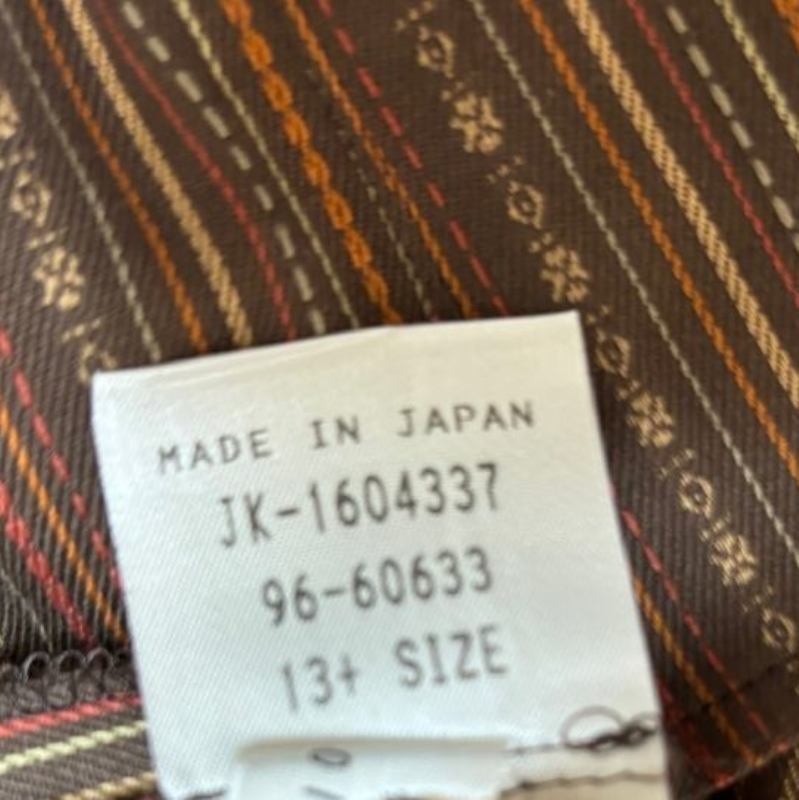 MADE IN JAPAN
JK-1604337
96-60633
13+ SIZE